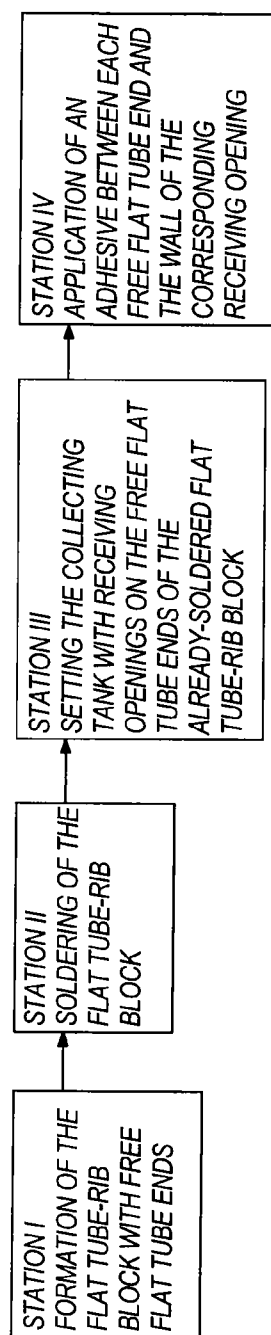 STATION I
FORMATION OF THE
FLAT TUBE-RIB
BLOCK WITH FREE
FLAT TUBE ENDS
STATION II
SOLDERING OF THE
FLAT TUBE-RIB
BLOCK
STATION III
SETTING THE COLLECTING
TANK WITH RECEIVING
OPENINGS ON THE FREE FLAT
TUBE ENDS OF THE
ALREADY-SOLDERED FLAT
TUBE-RIB BLOCK
STATION IV
APPLICATION OF AN
ADHESIVE BETWEEN EACH
FREE FLAT TUBE END AND
THE WALL OF THE
CORRESPONDING
RECEIVING OPENING